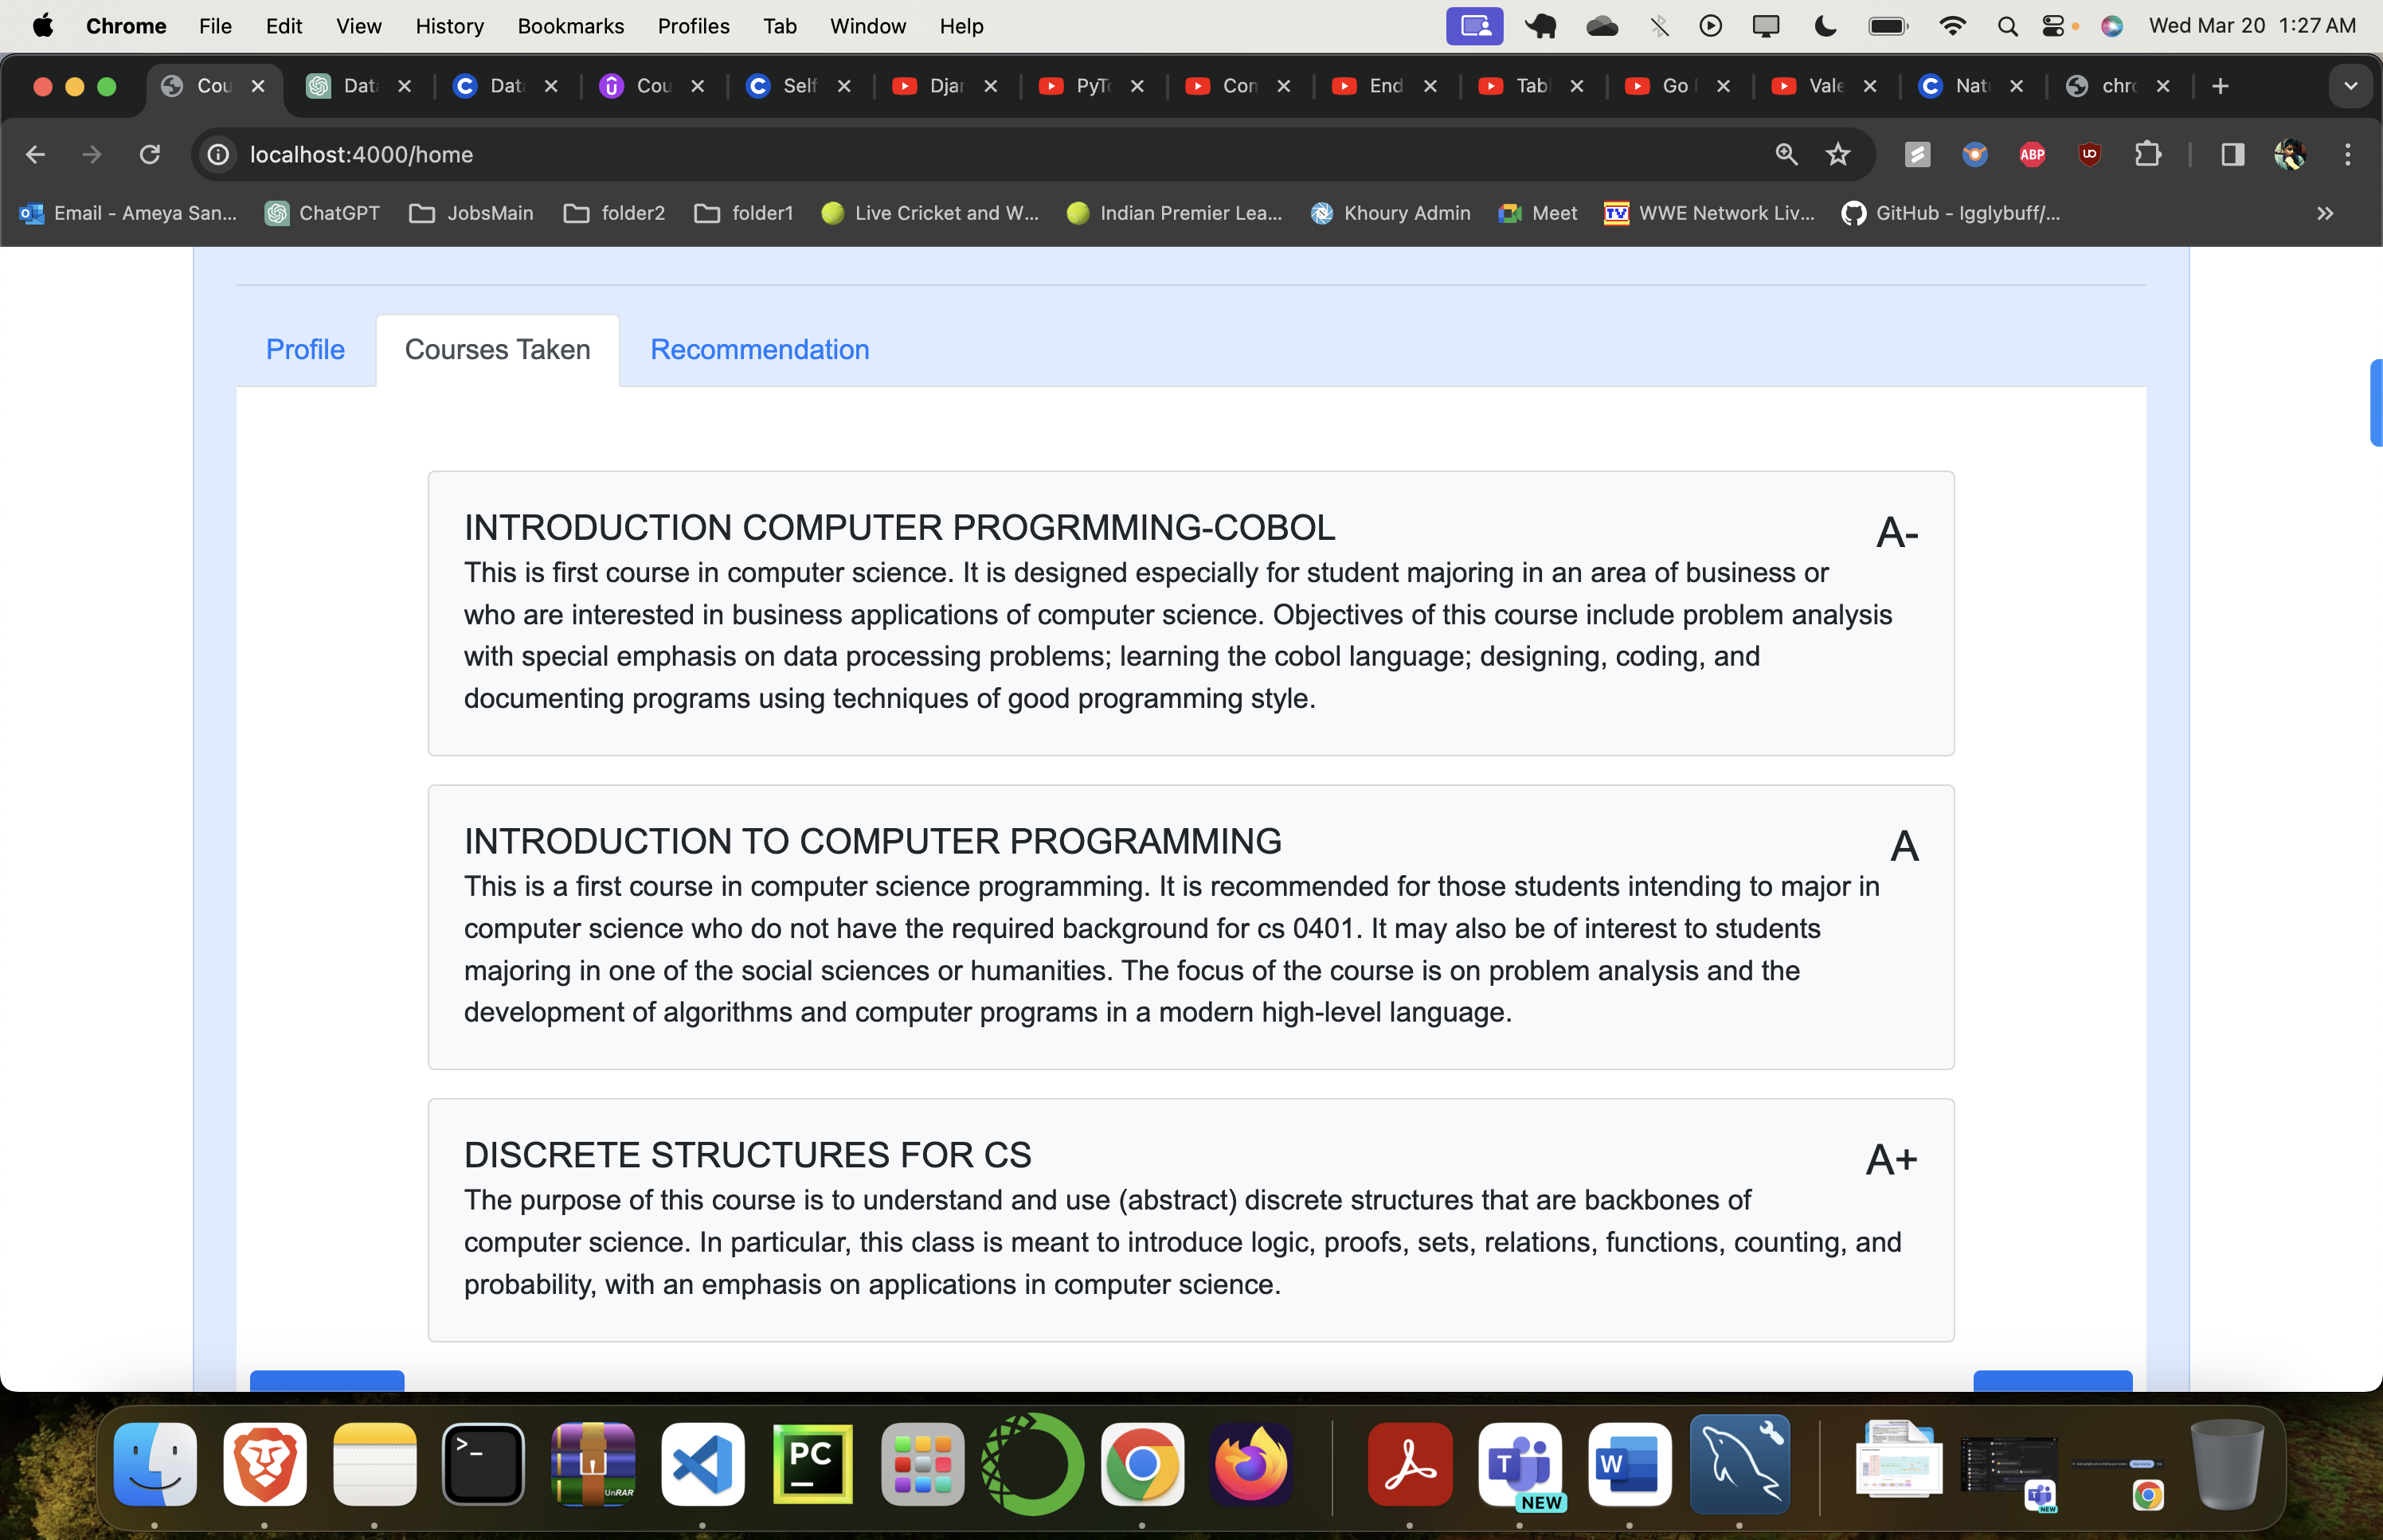 Chrome File Edit View History Bookmarks Profiles Tab Window Help Wed Mar 20 1:27 AM
Cou Dat Dat Cou Self Djar PyT Con End Tab Go Vale Nat chr
localhost:4000/home ABP
Email - Ameya San... ChatGPT JobsMain folder2 folder1 Live Cricket and W... Indian Premier Lea... Khoury Admin Meet WWE Network Liv... GitHub - Igglybuff/...
Profile Courses Taken Recommendation
INTRODUCTION COMPUTER PROGRMMING-COBOL A-
This is first course in computer science. It is designed especially for student majoring in an area of business or
who are interested in business applications of computer science. Objectives of this course include problem analysis
with special emphasis on data processing problems; learning the cobol language; designing, coding, and
documenting programs using techniques of good programming style.
INTRODUCTION TO COMPUTER PROGRAMMING A
This is a first course in computer science programming. It is recommended for those students intending to major in
computer science who do not have the required background for cs 0401. It may also be of interest to students
majoring in one of the social sciences or humanities. The focus of the course is on problem analysis and the
development of algorithms and computer programs in a modern high-level language.
DISCRETE STRUCTURES FOR CS A+
The purpose of this course is to understand and use (abstract) discrete structures that are backbones of
computer science. In particular, this class is meant to introduce logic, proofs, sets, relations, functions, counting, and
probability, with an emphasis on applications in computer science.
>_ UnRAR PC T NEW W